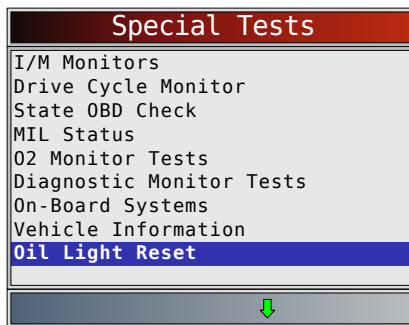 Special Tests
I/M Monitors
Drive Cycle Monitor
State OBD Check
MIL Status
O2 Monitor Tests
Diagnostic Monitor Tests
On-Board Systems
Vehicle Information
Oil Light Reset